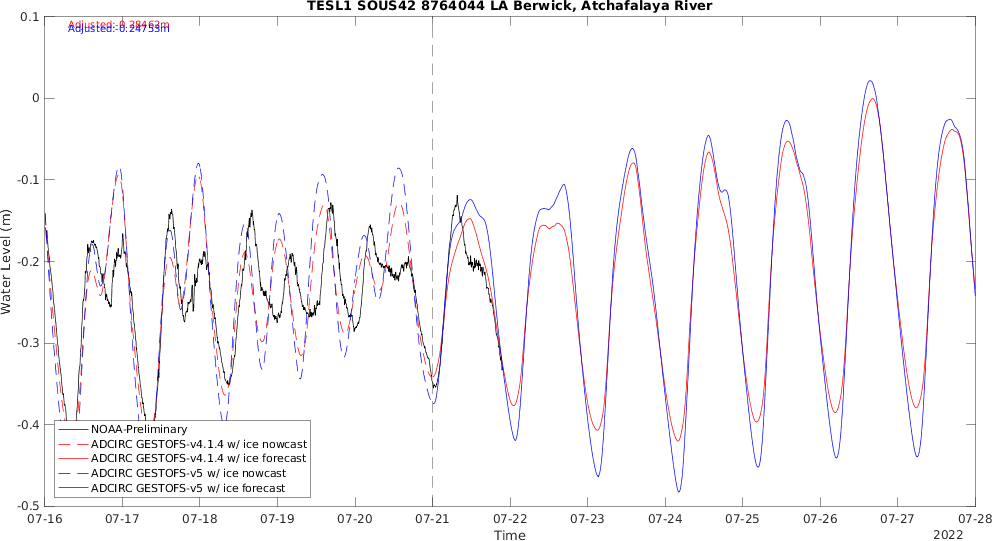 TESL1 SOUS42 8764044 LA Berwick, Atchafalaya River
Adjusted:-0.24755m
Water Level (m)
0.1
0
-0.1
-0.2
-0.3
-0.4
-0.5
NOAA-Preliminary
ADCIRC GESTOFS-v4.1.4 w/ ice nowcast
ADCIRC GESTOFS-v4.1.4 w/ ice forecast
ADCIRC GESTOFS-v5 w/ ice nowcast
ADCIRC GESTOFS-v5 w/ ice forecast
07-16 07-17 07-18 07-19 07-20 07-21 07-22 07-23 07-24 07-25 07-26 07-27 07-28
Time
2022